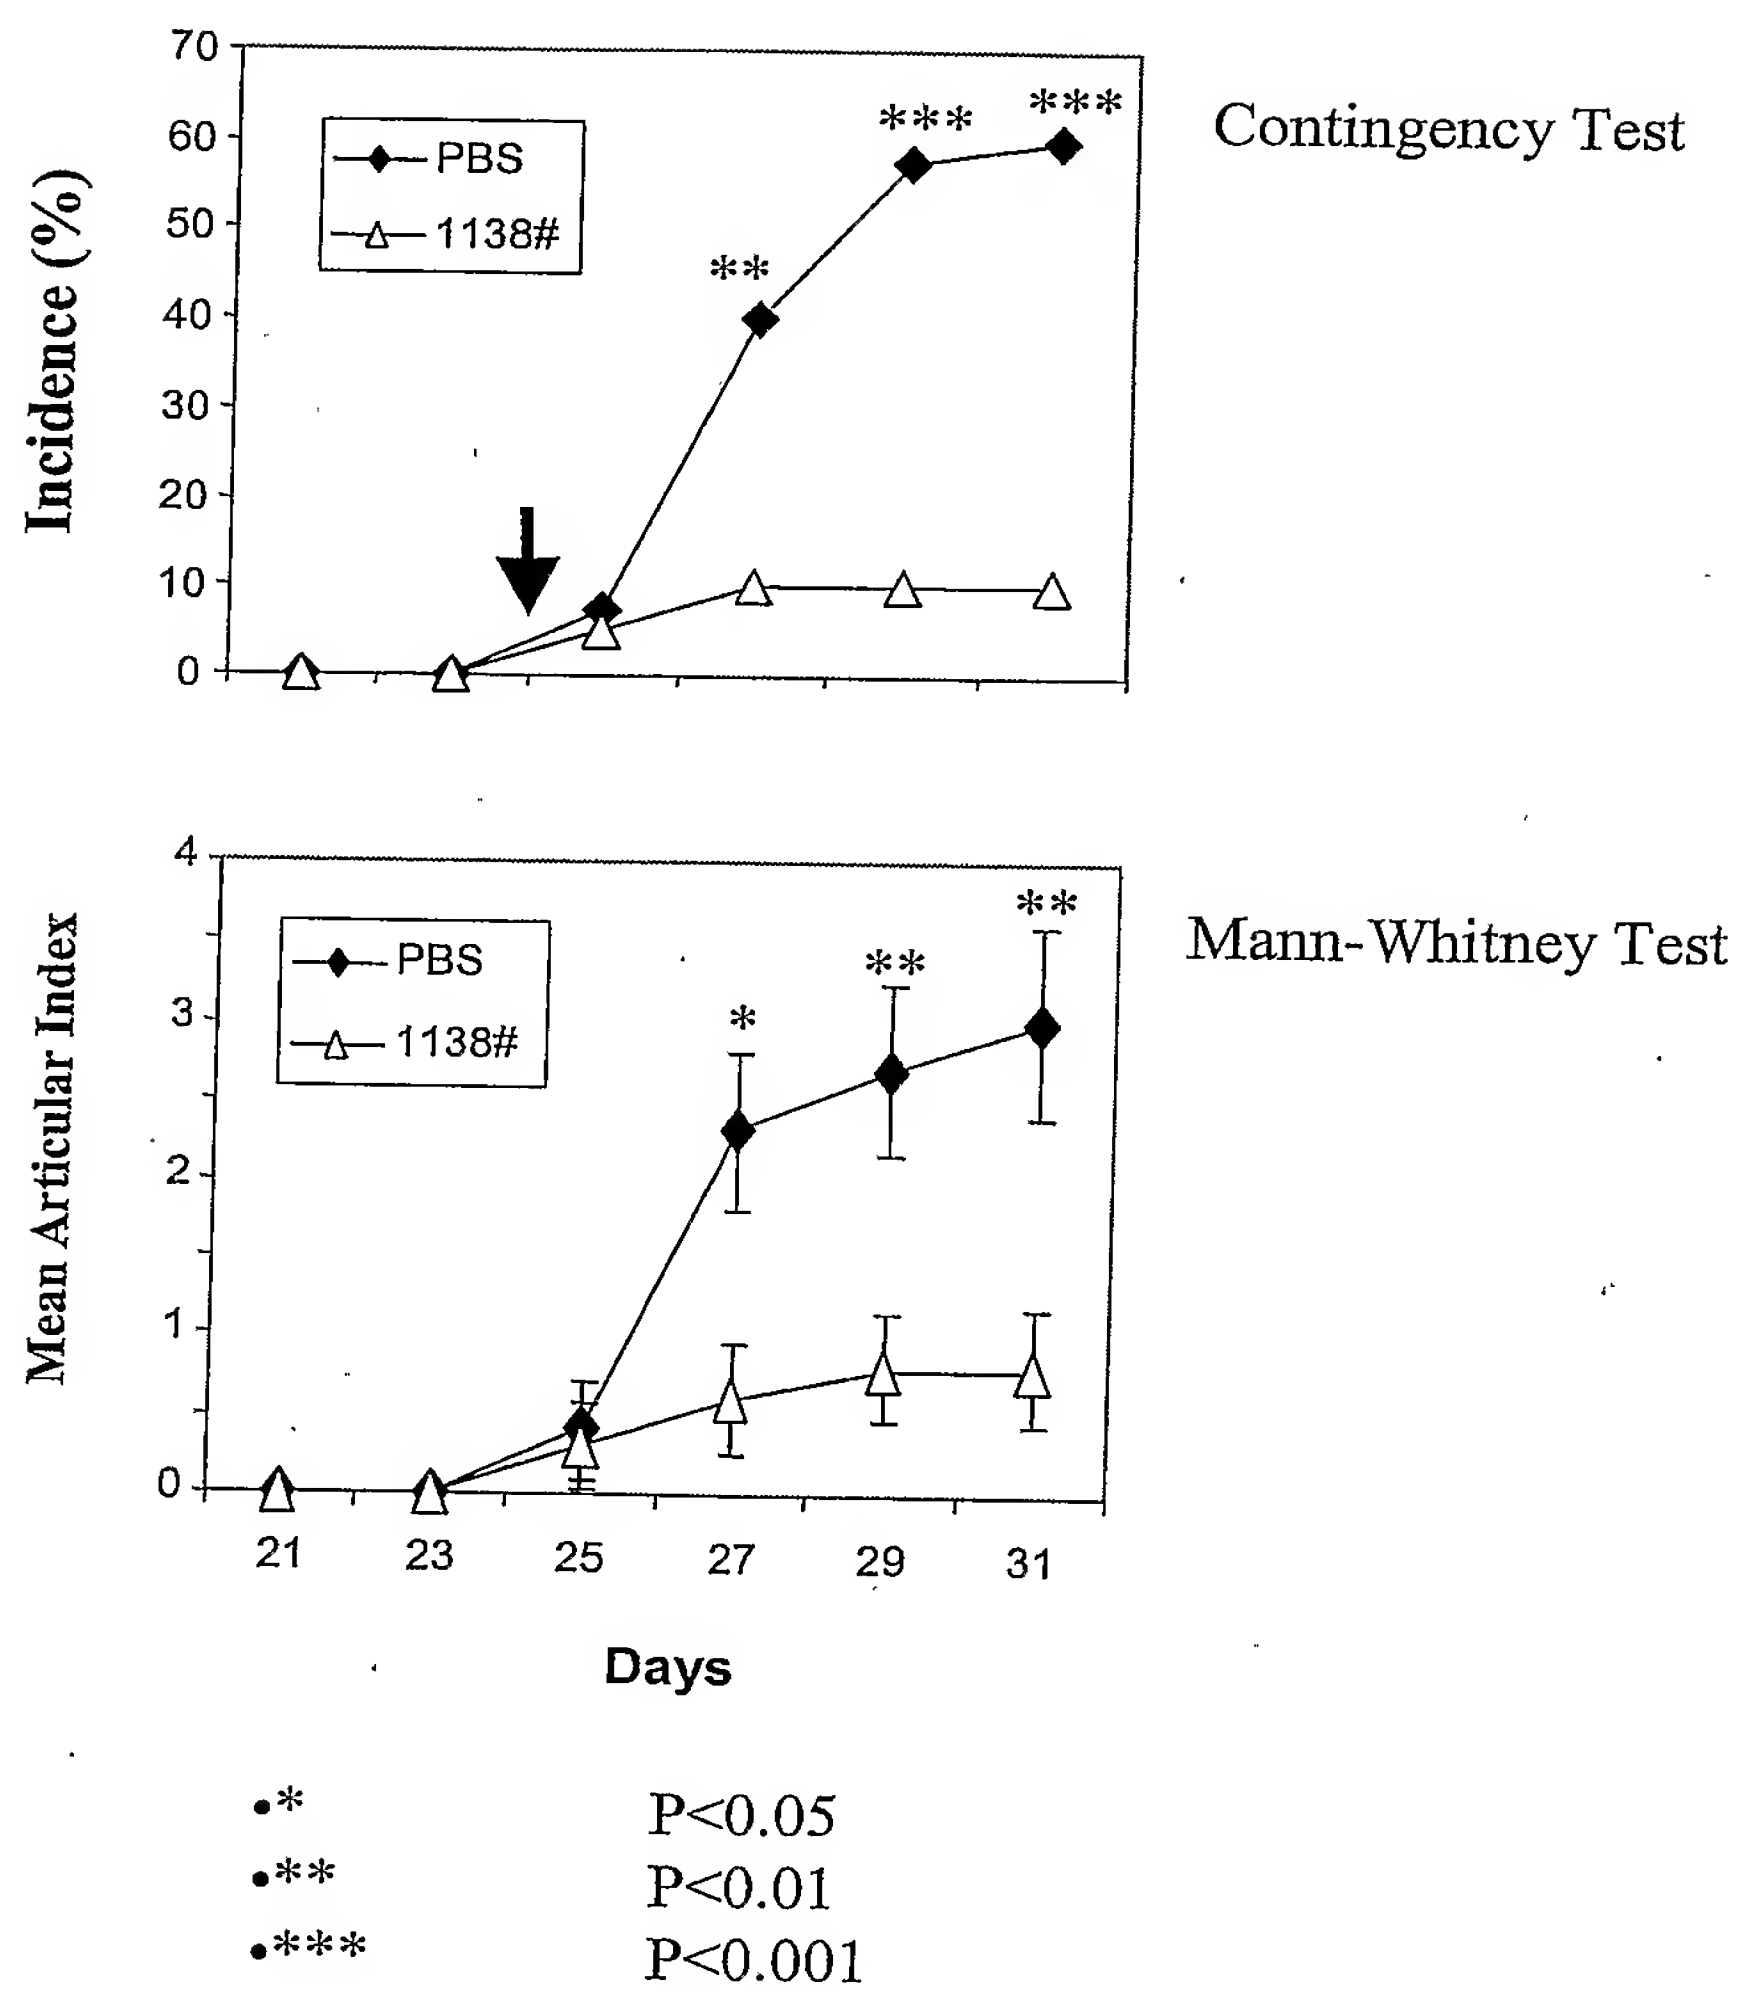 70
60
50
40
30
20
10
0
Incidence (%)
PBS
1138#
**
***
***
Contingency Test
4
3
2
1
0
Mean Articular Index
PBS
1138#
*
**
**
Mann-Whitney Test
21 23 25 27 29 31
Days
•* P<0.05
•** P<0.01
•*** P<0.001